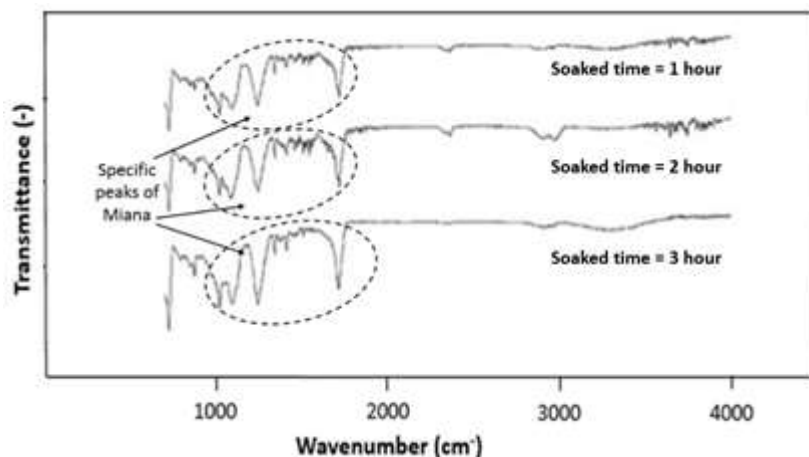 Transmittance (-)
Soaked time = 1 hour
Specific
peaks of
Miana
Soaked time = 2 hour
Soaked time = 3 hour
1000
2000
3000
4000
Wavenumber (cm⁻)